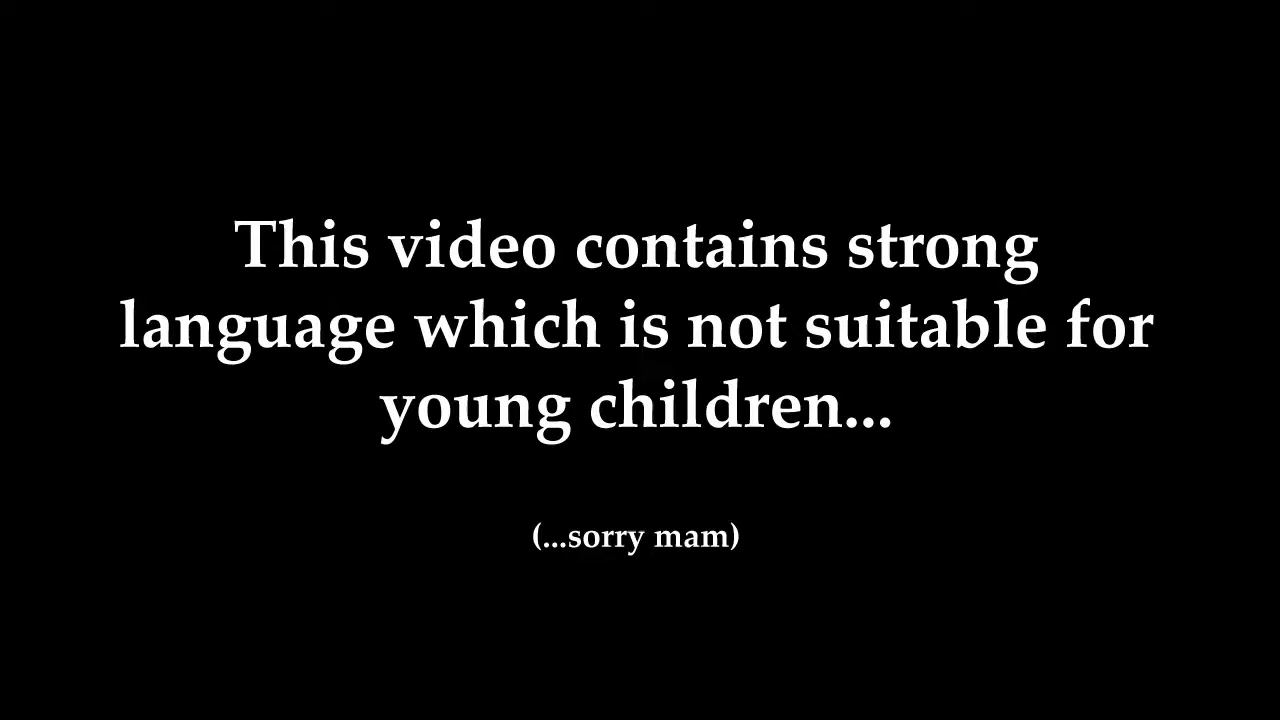 This video contains strong
language which is not suitable for
young children...
(...sorry mam)